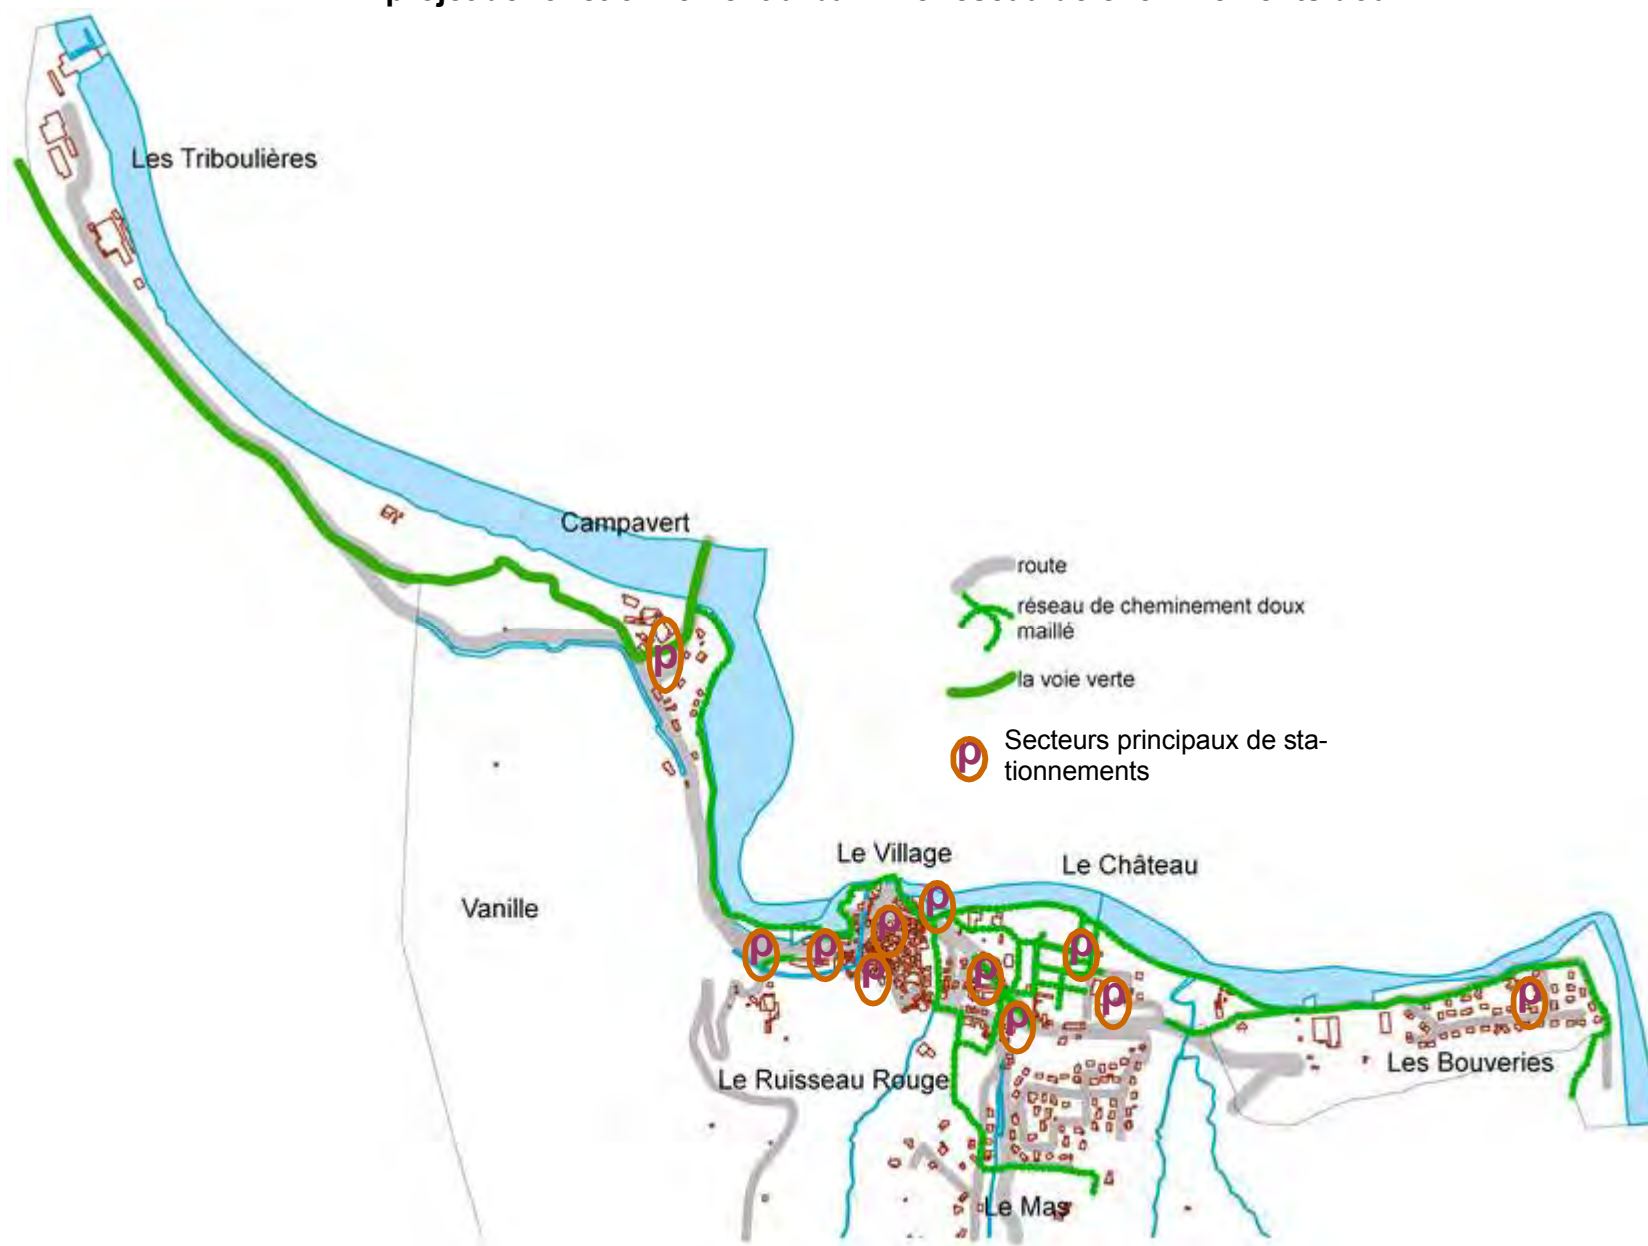 Les Triboulières
Campavert
route
réseau de cheminement doux
maillé
la voie verte
p
p Secteurs principaux de sta-
tionnements
Le Village
Le Château
Vanille
p
p
p
p
p
p
p
p
p
p
Les Bouveries
Le Ruisseau Rouge
Le Mas